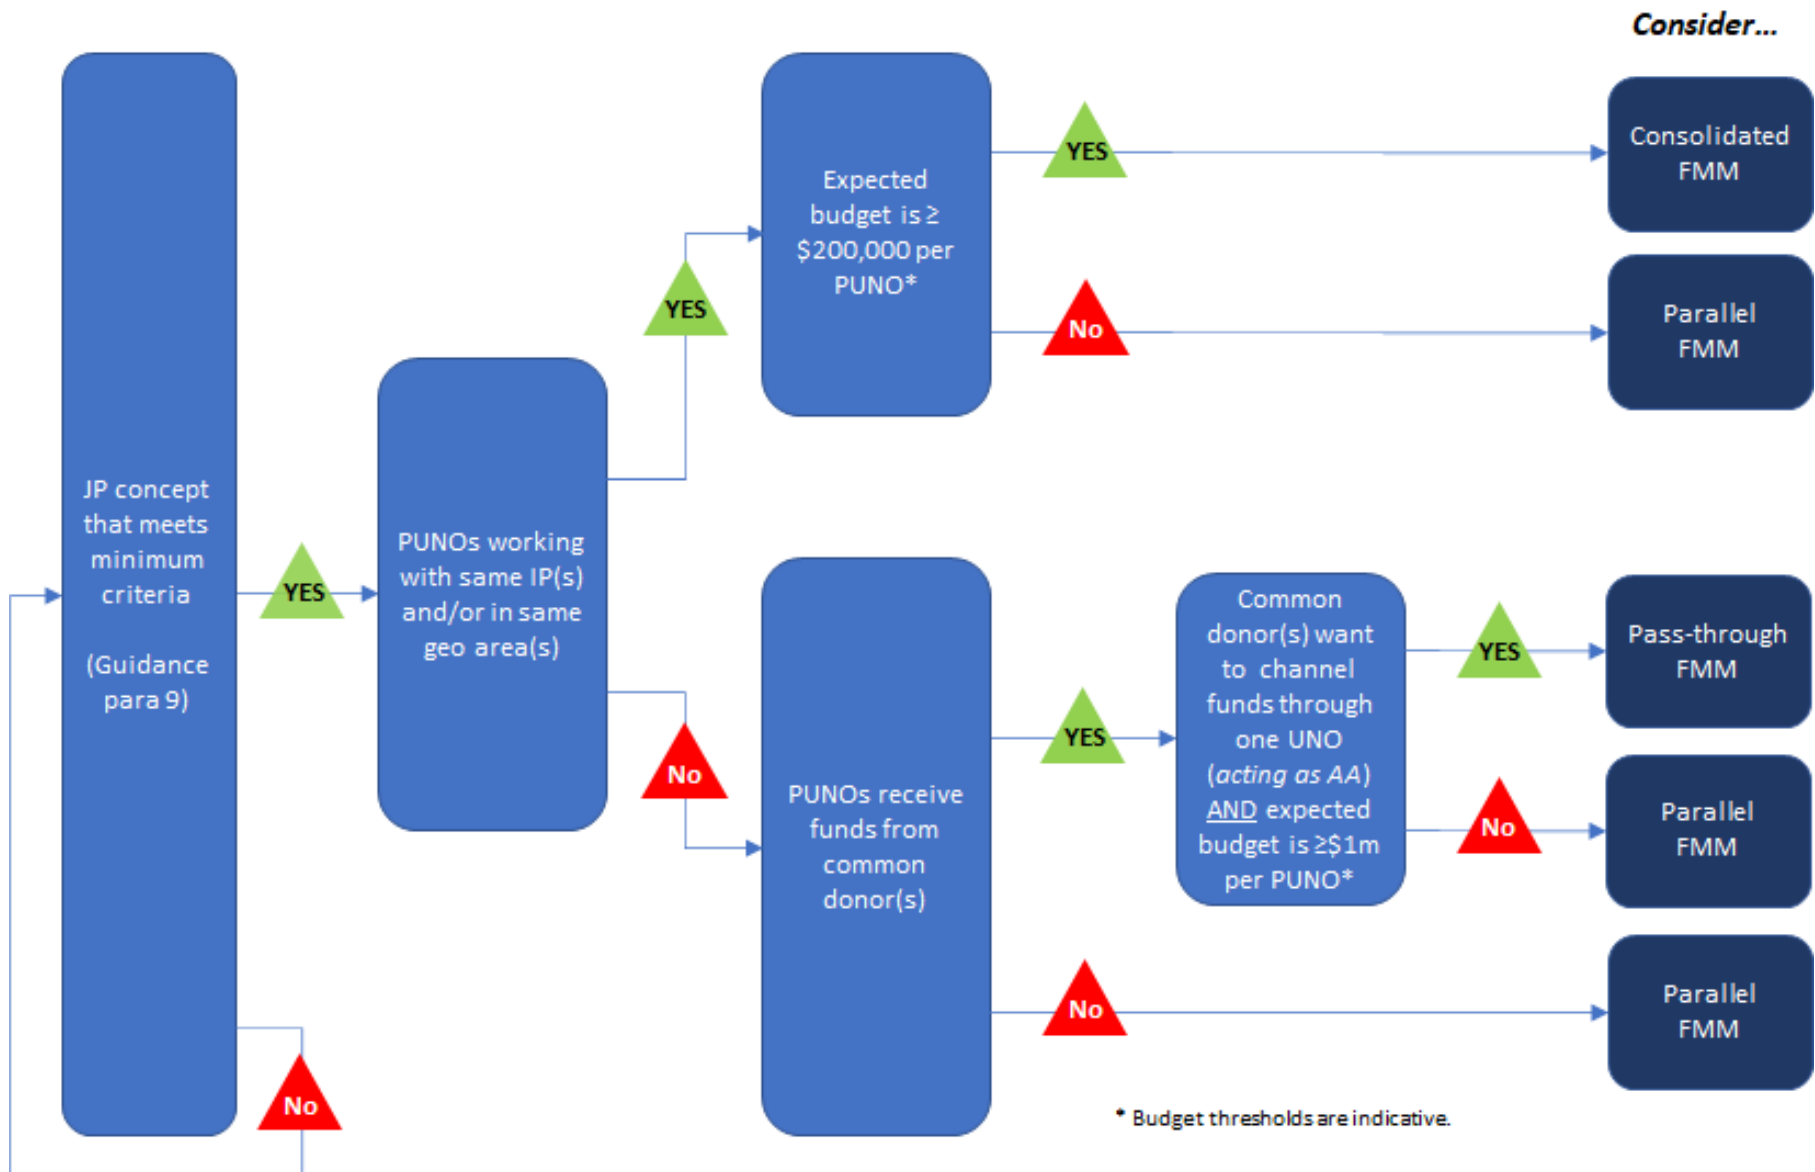 Consider...
JP concept
that meets
minimum
criteria
(Guidance
para 9)
YES
No
PUNOs working
with same IP(s)
and/or in same
geo area(s)
YES
No
Expected
budget is ≥
$200,000 per
PUNO*
YES
Consolidated
FMM
No
Parallel
FMM
PUNOs receive
funds from
common
donor(s)
YES
Common
donor(s) want
to channel
funds through
one UNO
(acting as AA)
AND expected
budget is ≥$1m
per PUNO*
YES
Pass-through
FMM
No
Parallel
FMM
No
Parallel
FMM
* Budget thresholds are indicative.